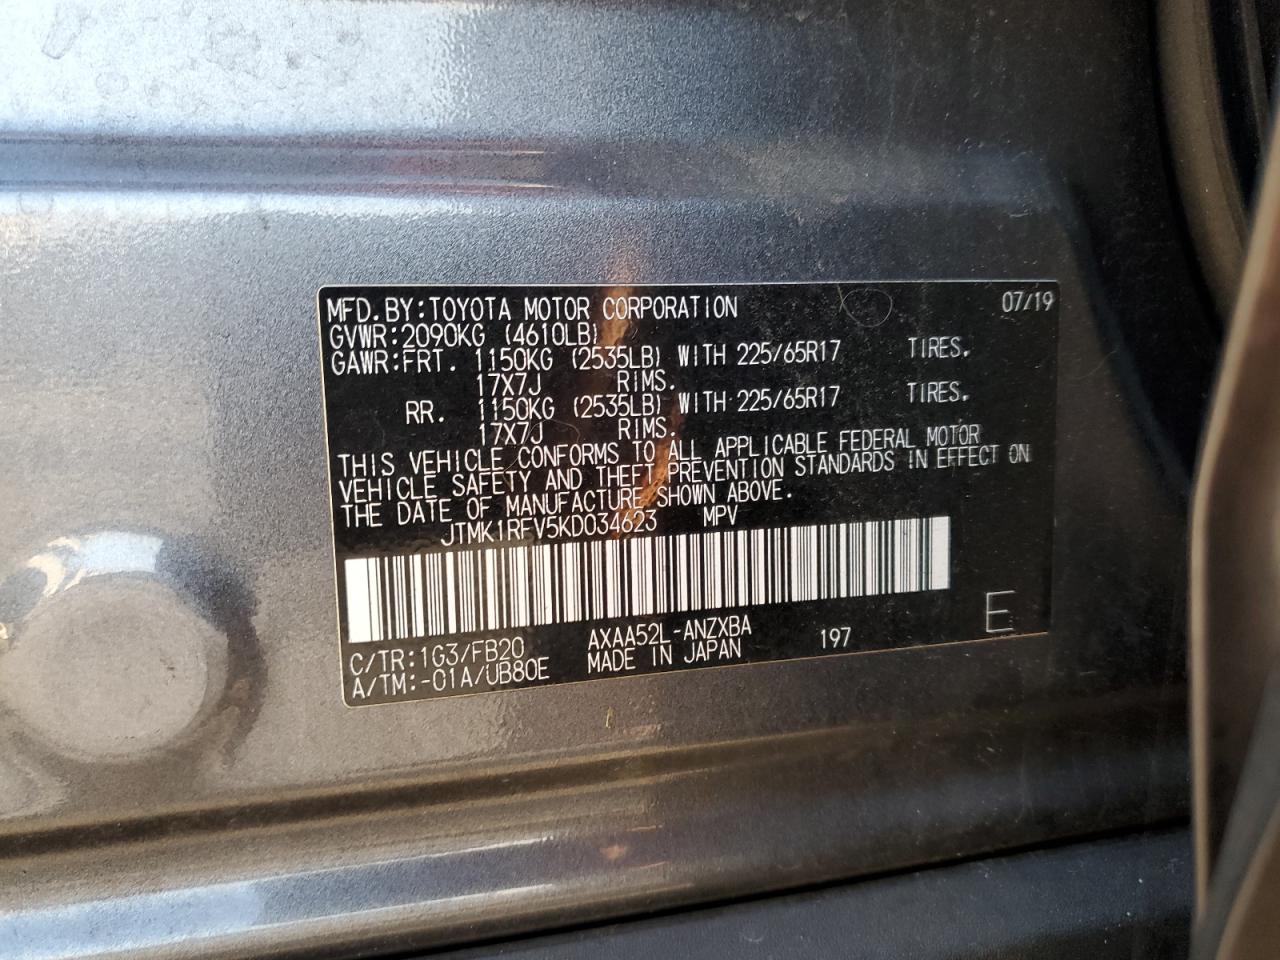 MFD.BY:TOYOTA MOTOR CORPORATION 07/19
GVWR:2090KG (4610LB)
GAWR:FRT. 1150KG (2535LB) WITH 225/65R17 TIRES.
17X7J RIMS.
RR. 1150KG (2535LB) WITH 225/65R17 TIRES.
17X7J RIMS.
THIS VEHICLE CONFORMS TO ALL APPLICABLE FEDERAL MOTOR
VEHICLE SAFETY AND THEFT PREVENTION STANDARDS IN EFFECT ON
THE DATE OF MANUFACTURE SHOWN ABOVE.
JTMK1RFV5KD034623 MPV
C/TR:1G3/FB20 AXAA52L-ANZXBA 197 E
A/TM:-01A/UB80E MADE IN JAPAN